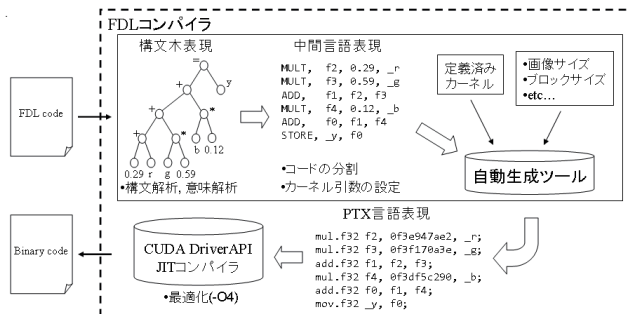 FDLコンパイラ
構文木表現
=
+
y
+
*
+
*
b 0.12
0.29 r g 0.59
•構文解析, 意味解析
中間言語表現
MULT, f2, 0.29, _r
MULT, f3, 0.59, _g
ADD, f1, f2, f3
MULT, f4, 0.12, _b
ADD, f0, f1, f4
STORE, _y, f0
•コードの分割
•カーネル引数の設定
定義済み
カーネル
•画像サイズ
•ブロックサイズ
•etc…
自動生成ツール
FDL code
Binary code
CUDA DriverAPI
JITコンパイラ
•最適化(-O4)
PTX言語表現
mul.f32 f2, 0f3e947ae2, _r;
mul.f32 f3, 0f3f170a3e, _g;
add.f32 f1, f2, f3;
mul.f32 f4, 0f3df5c290, _b;
add.f32 f0, f1, f4;
mov.f32 _y, f0;